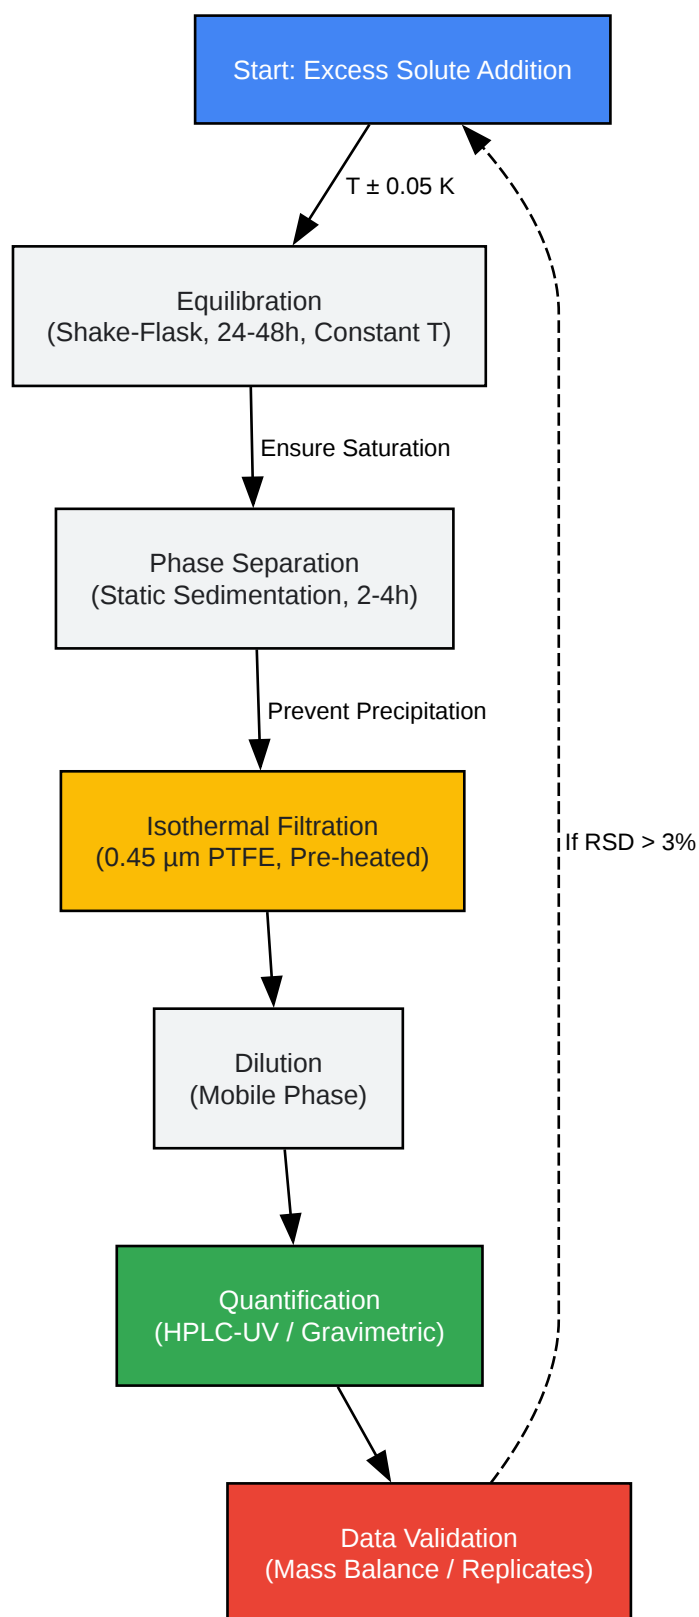 Start: Excess Solute Addition
T ± 0.05 K
Equilibration
(Shake-Flask, 24-48h, Constant T)
Ensure Saturation
Phase Separation
(Static Sedimentation, 2-4h)
Prevent Precipitation
Isothermal Filtration
(0.45 µm PTFE, Pre-heated)
If RSD > 3%
Dilution
(Mobile Phase)
Quantification
(HPLC-UV / Gravimetric)
Data Validation
(Mass Balance / Replicates)